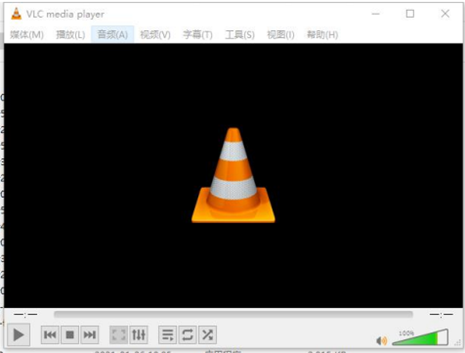 VLC media player
媒体(M) 播放(L) 音频(A) 视频(V) 字幕(T) 工具(S) 视图(I) 帮助(H)
--:-- --:--
100%